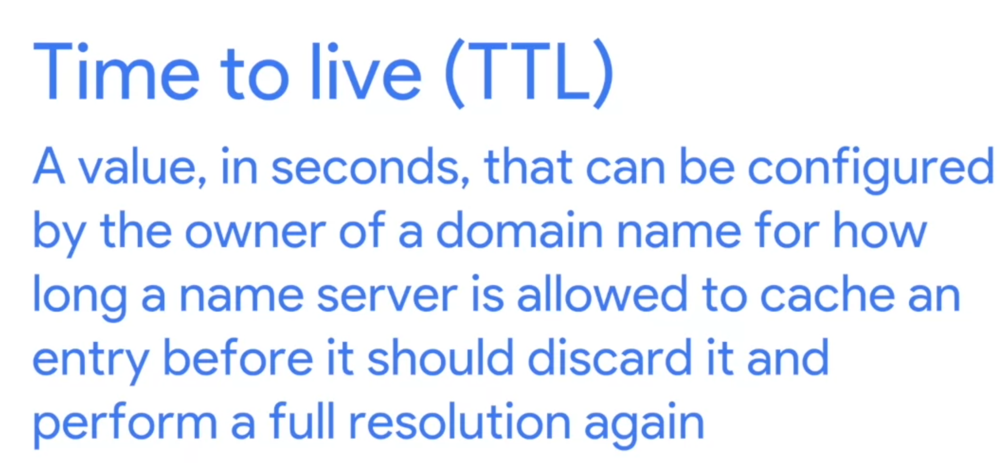 Time to live (TTL)
A value, in seconds, that can be configured
by the owner of a domain name for how
long a name server is allowed to cache an
entry before it should discard it and
perform a full resolution again